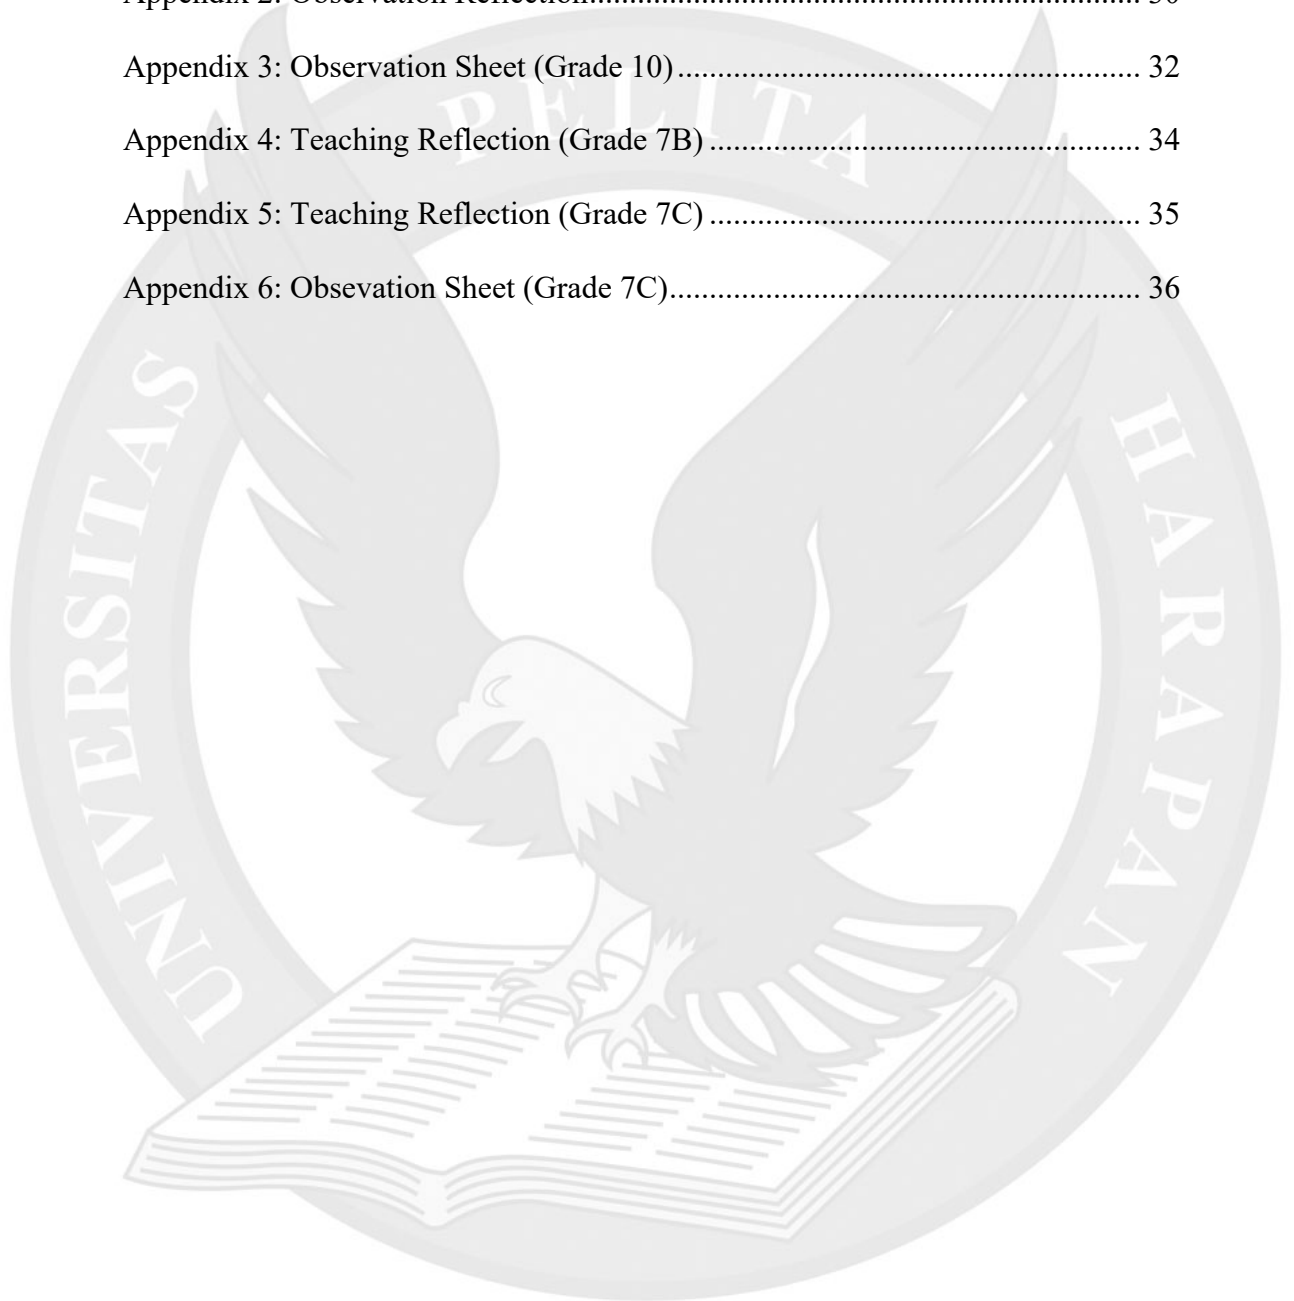 Appendix 2: Observation Reflection.......................................................................... 30
Appendix 3: Observation Sheet (Grade 10).......................................................... 32
Appendix 4: Teaching Reflection (Grade 7B)...................................................... 34
Appendix 5: Teaching Reflection (Grade 7C)...................................................... 35
Appendix 6: Obsevation Sheet (Grade 7C)........................................................... 36
UNIVERSITAS PELITA HARAPAN